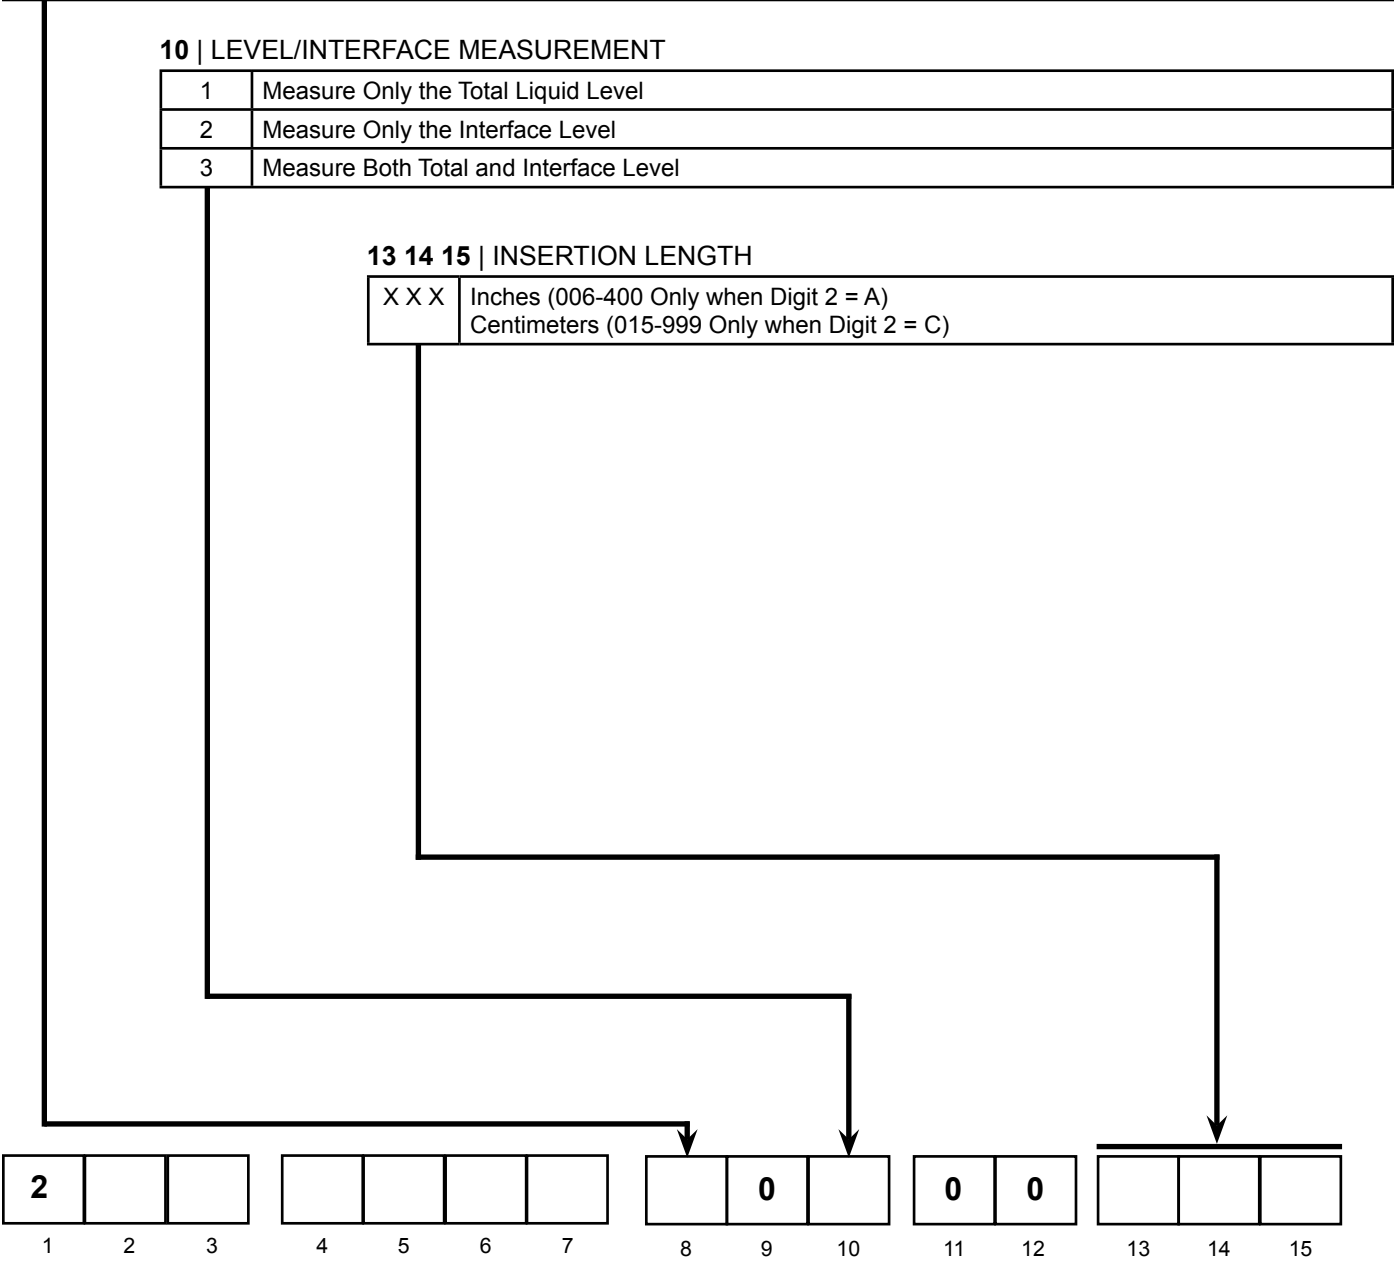 10 | LEVEL/INTERFACE MEASUREMENT
1 Measure Only the Total Liquid Level
2 Measure Only the Interface Level
3 Measure Both Total and Interface Level
13 14 15 | INSERTION LENGTH
X X X Inches (006-400 Only when Digit 2 = A)
Centimeters (015-999 Only when Digit 2 = C)
2 0 0 0
1 2 3 4 5 6 7 8 9 10 11 12 13 14 15